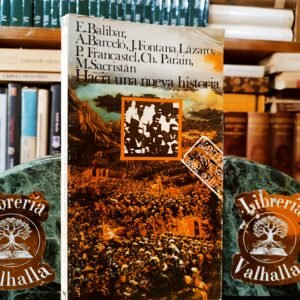 E. Balibar,
A. Barceló, J. Fontana Lázaro,
P. Francastel, Ch. Parain,
M. Sacristán
Hacia una nueva historia
Librería
Valhalla
Librería
Valhalla